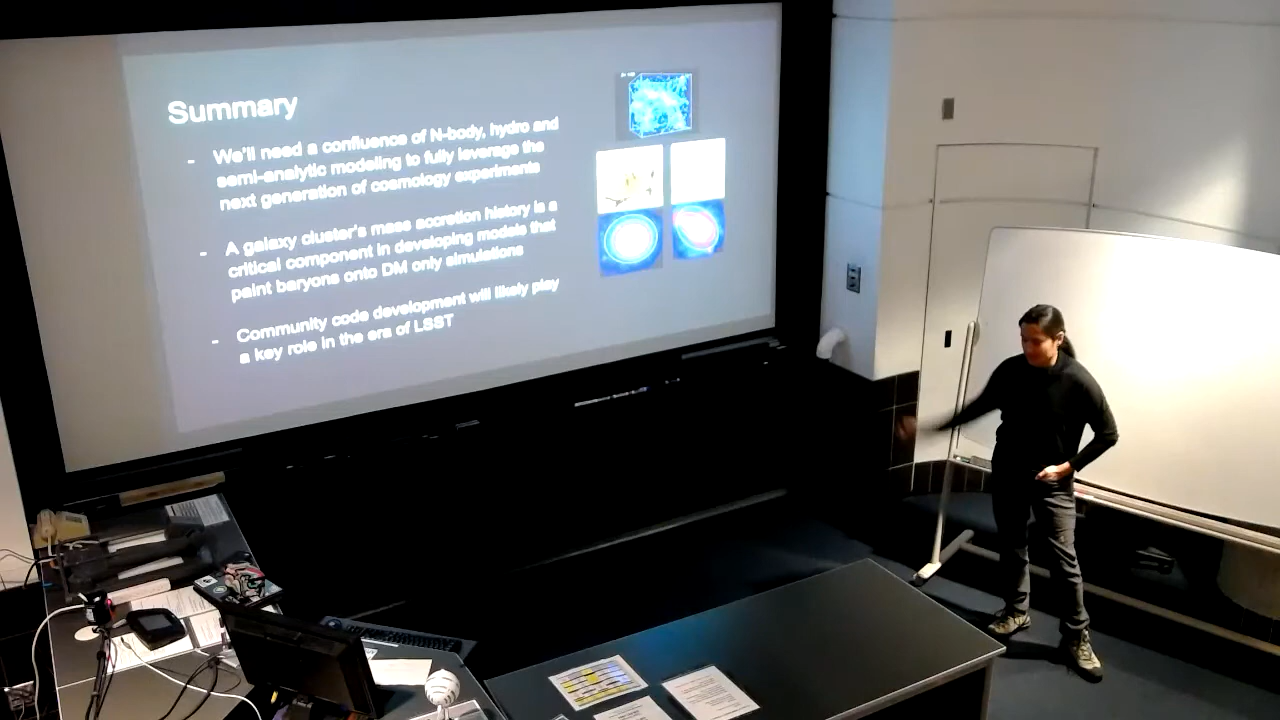 Summary
- We'll need a confluence of N-body, hydro and
semi-analytic modeling to fully leverage the
next generation of cosmology experiments
- A galaxy cluster's mass accretion history is a
critical component in developing models that
paint baryons onto DM only simulations
- Community code development will likely play
a key role in the era of LSST